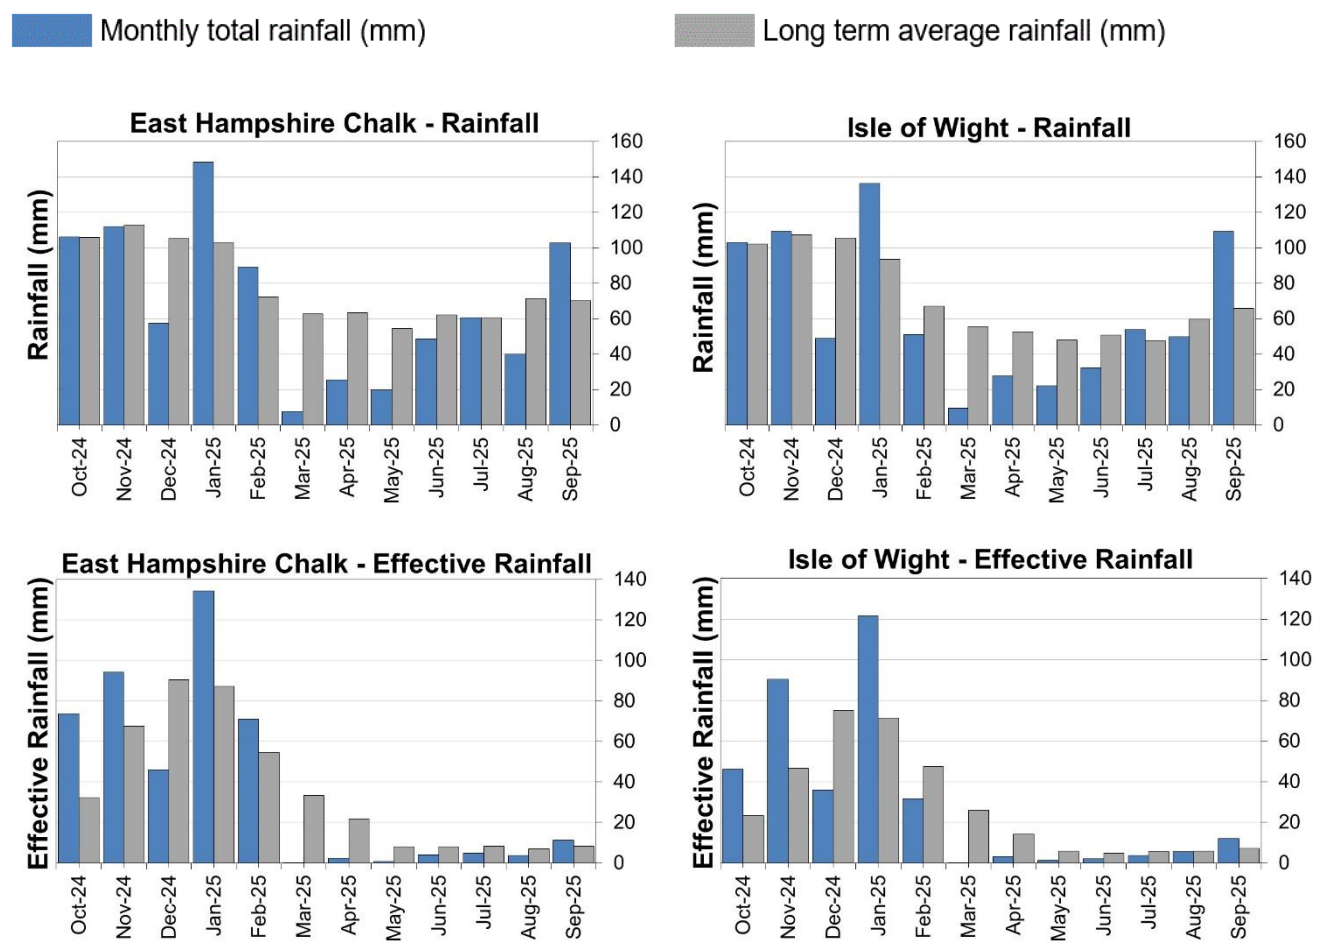 Monthly total rainfall (mm)
Long term average rainfall (mm)
East Hampshire Chalk - Rainfall
Rainfall (mm)
160
140
120
100
80
60
40
20
0
Oct-24
Nov-24
Dec-24
Jan-25
Feb-25
Mar-25
Apr-25
May-25
Jun-25
Jul-25
Aug-25
Sep-25
Isle of Wight - Rainfall
Rainfall (mm)
160
140
120
100
80
60
40
20
0
Oct-24
Nov-24
Dec-24
Jan-25
Feb-25
Mar-25
Apr-25
May-25
Jun-25
Jul-25
Aug-25
Sep-25
East Hampshire Chalk - Effective Rainfall
Effective Rainfall (mm)
140
120
100
80
60
40
20
0
Oct-24
Nov-24
Dec-24
Jan-25
Feb-25
Mar-25
Apr-25
May-25
Jun-25
Jul-25
Aug-25
Sep-25
Isle of Wight - Effective Rainfall
Effective Rainfall (mm)
140
120
100
80
60
40
20
0
Oct-24
Nov-24
Dec-24
Jan-25
Feb-25
Mar-25
Apr-25
May-25
Jun-25
Jul-25
Aug-25
Sep-25